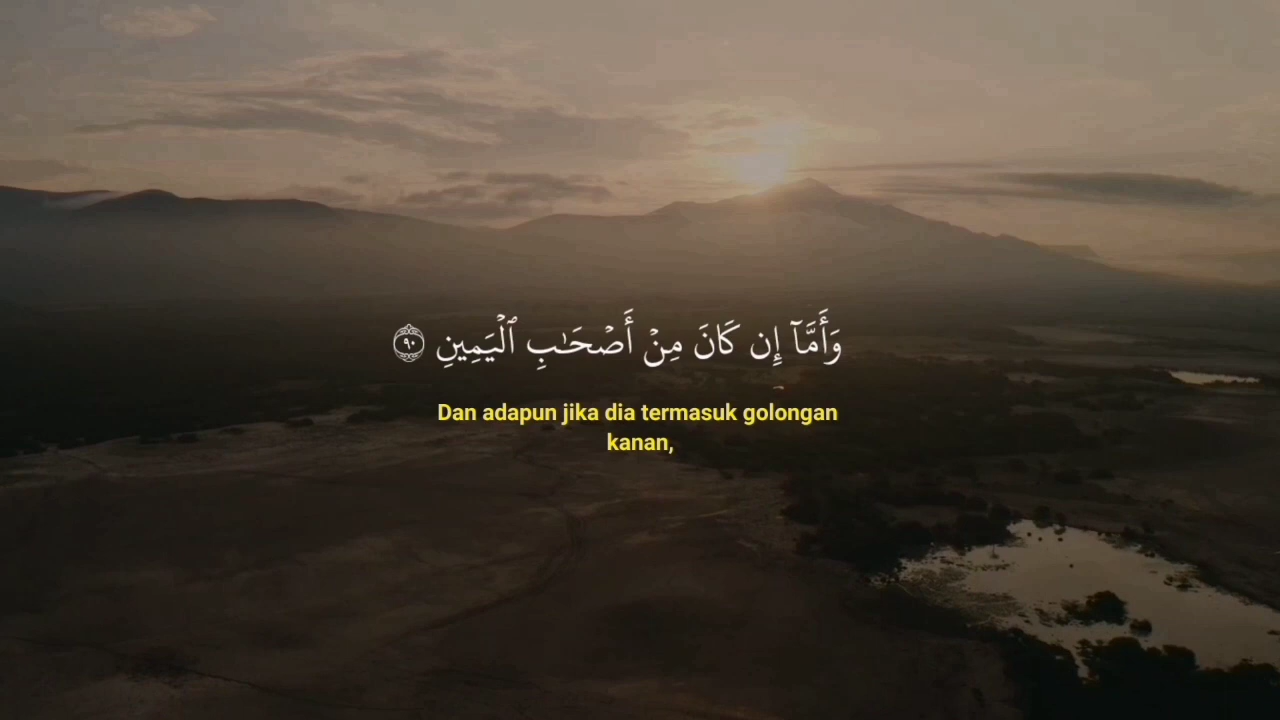 وَأَمَّآ إِن كَانَ مِنْ أَصْحَـٰبِ ٱلْيَمِينِ ٩٠
Dan adapun jika dia termasuk golongan
kanan,